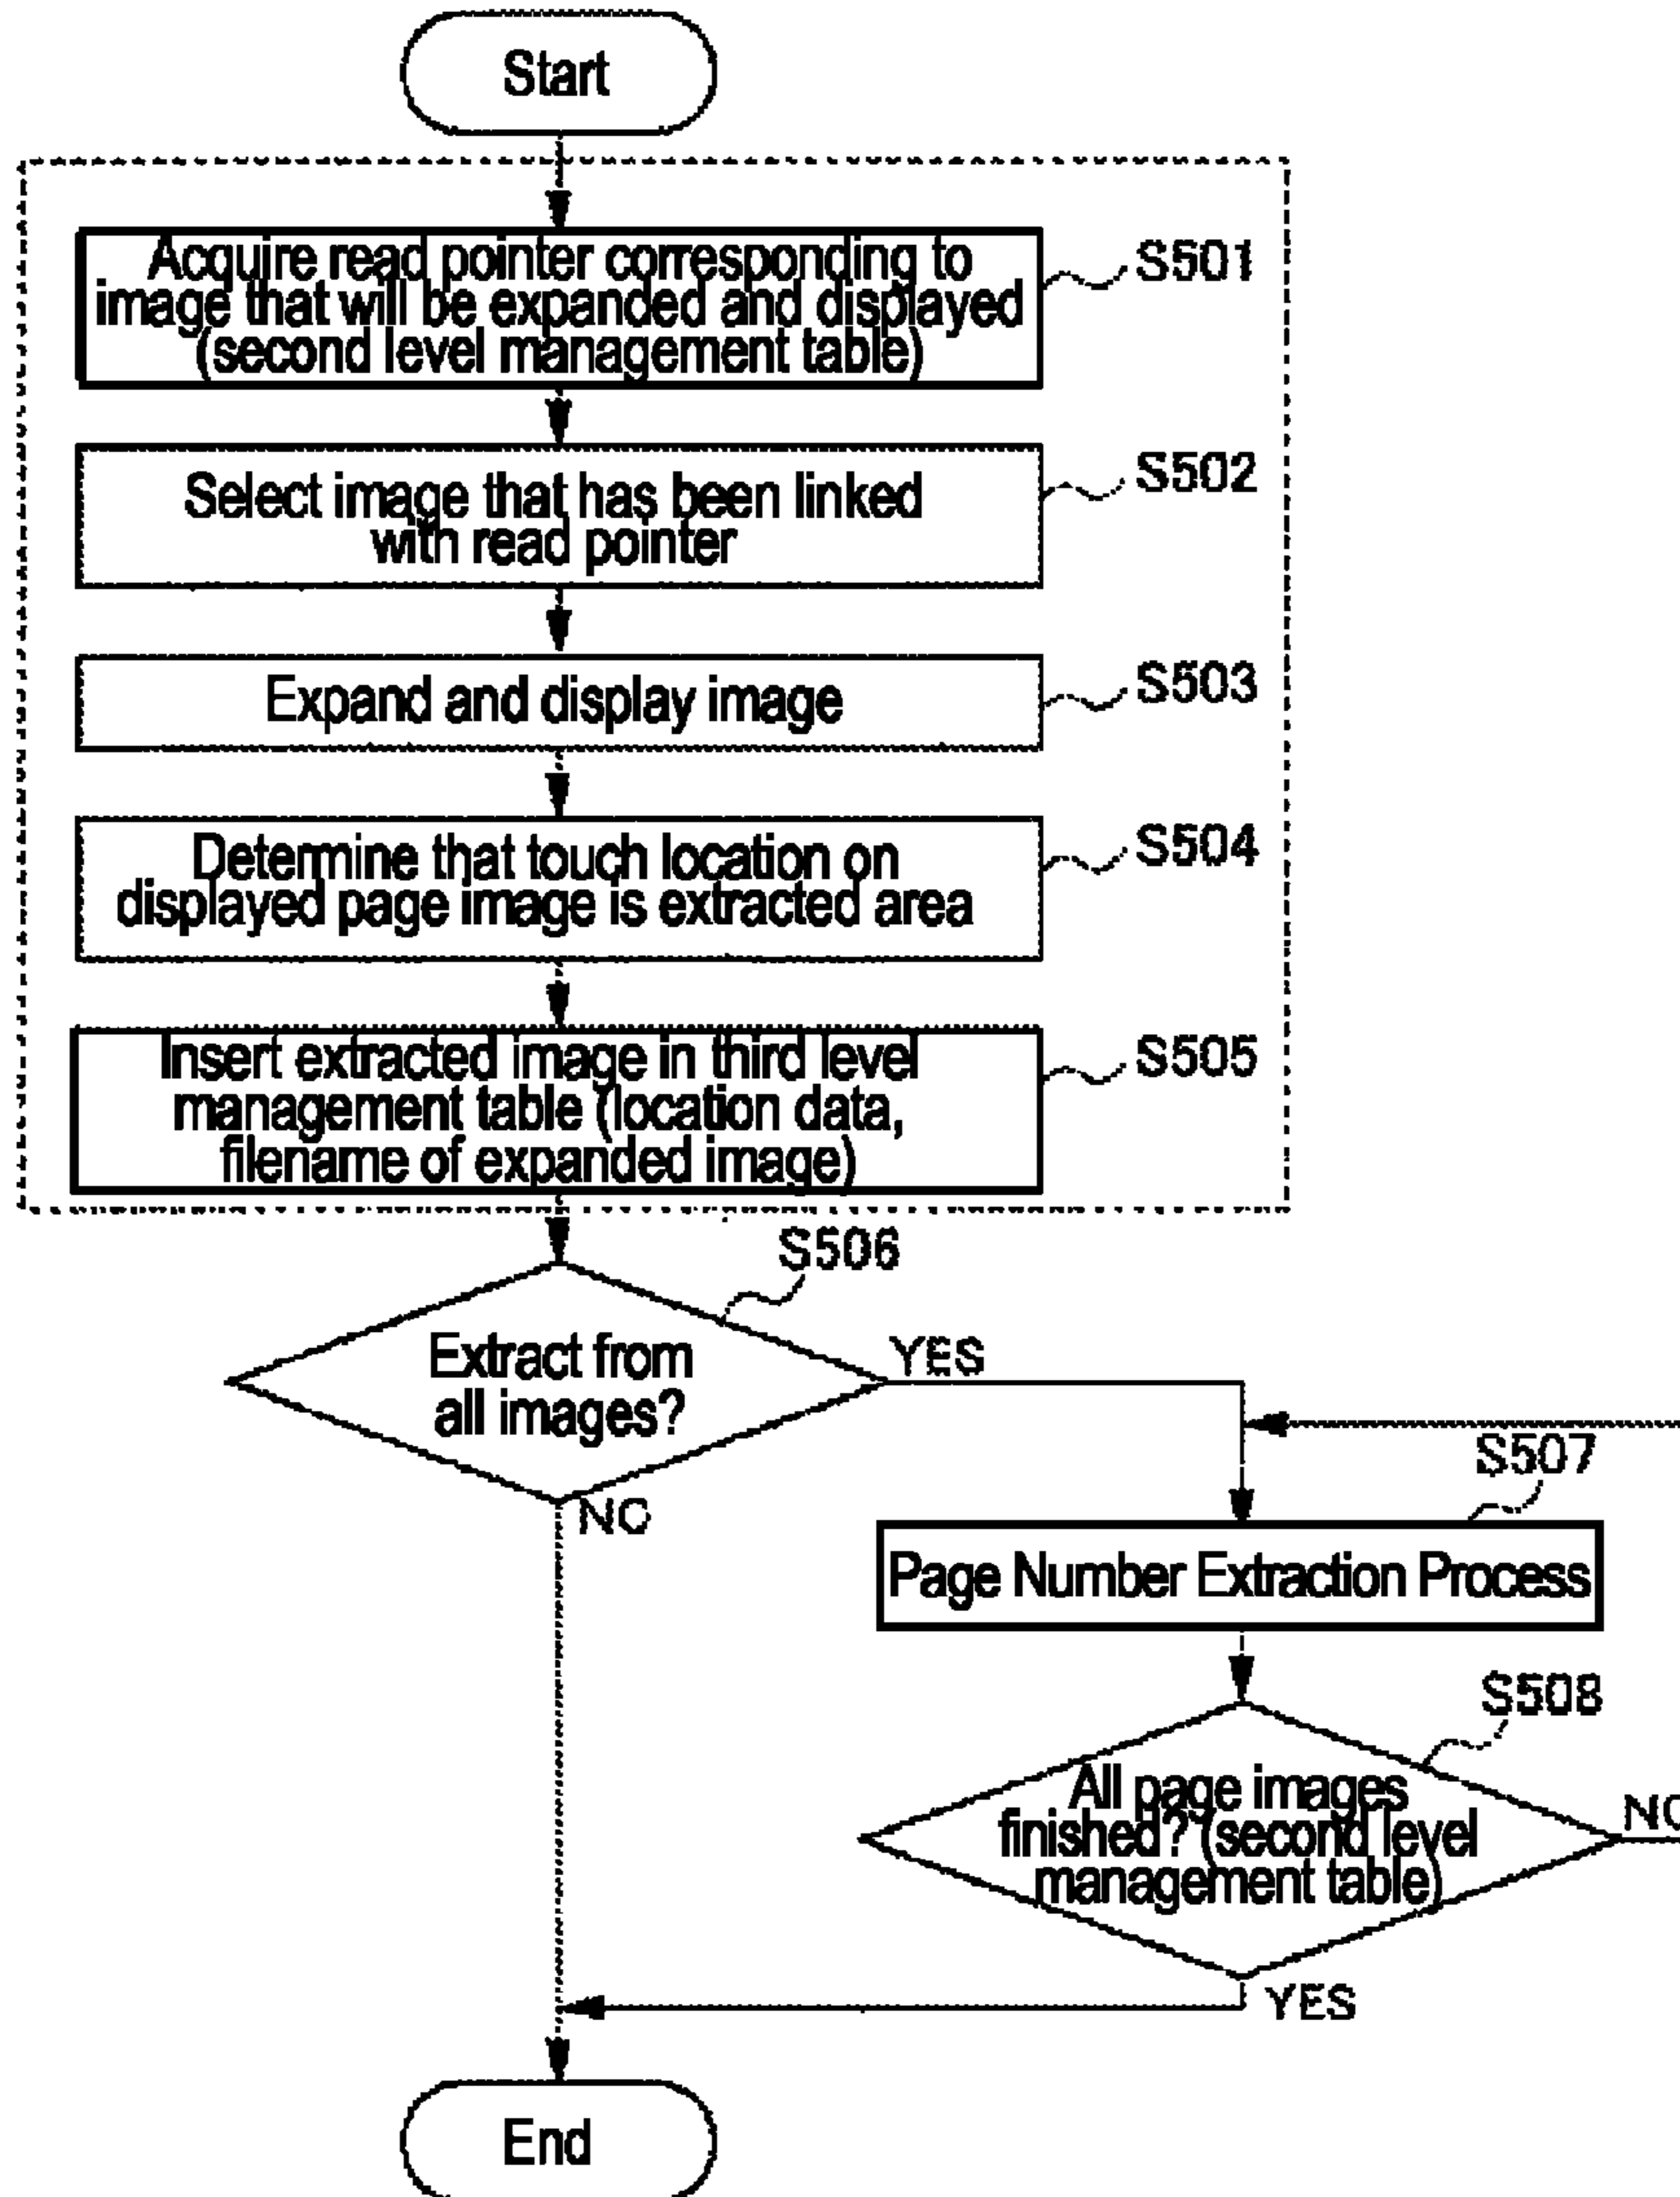 Start
Acquire read pointer corresponding to
image that will be expanded and displayed
(second level management table)
S501
Select image that has been linked
with read pointer
S502
Expand and display image
S503
Determine that touch location on
displayed page image is extracted area
S504
Insert extracted image in third level
management table (location data,
filename of expanded image)
S505
S506
Extract from
all images?
YES
NO
S507
Page Number Extraction Process
S508
All page images
finished? (second level
management table)
NO
YES
End